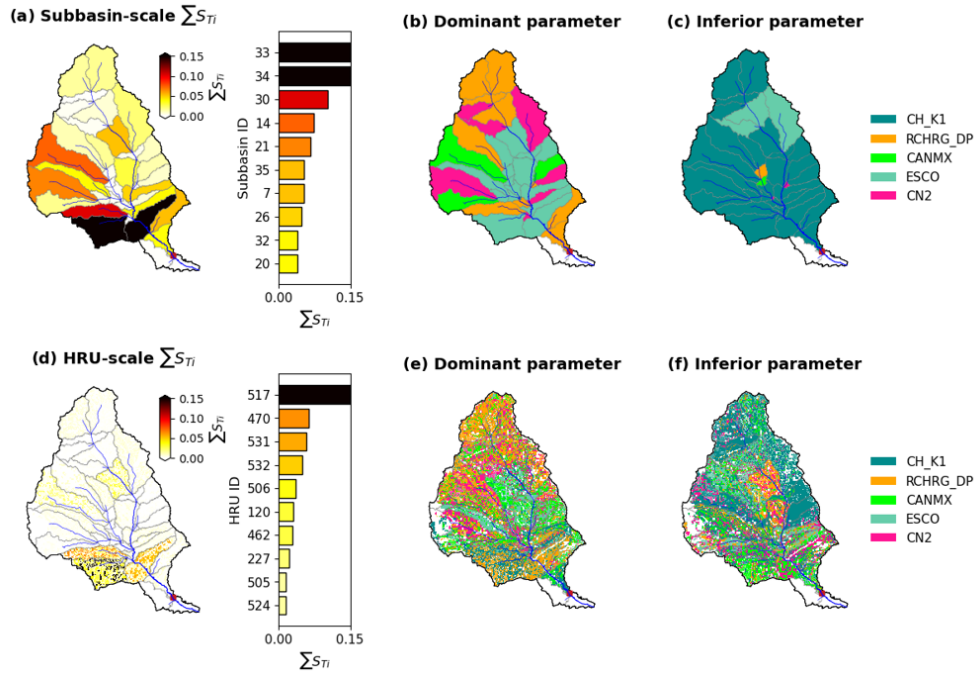 (a) Subbasin-scale ∑S_Ti
0.15
0.10
0.05
0.00
∑S_Ti
Subbasin ID
33
34
30
14
21
35
7
26
32
20
0.00 0.15
∑S_Ti
(b) Dominant parameter
(c) Inferior parameter
CH_K1
RCHRG_DP
CANMX
ESCO
CN2
(d) HRU-scale ∑S_Ti
0.15
0.10
0.05
0.00
∑S_Ti
HRU ID
517
470
531
532
506
120
462
227
505
524
0.00 0.15
∑S_Ti
(e) Dominant parameter
(f) Inferior parameter
CH_K1
RCHRG_DP
CANMX
ESCO
CN2